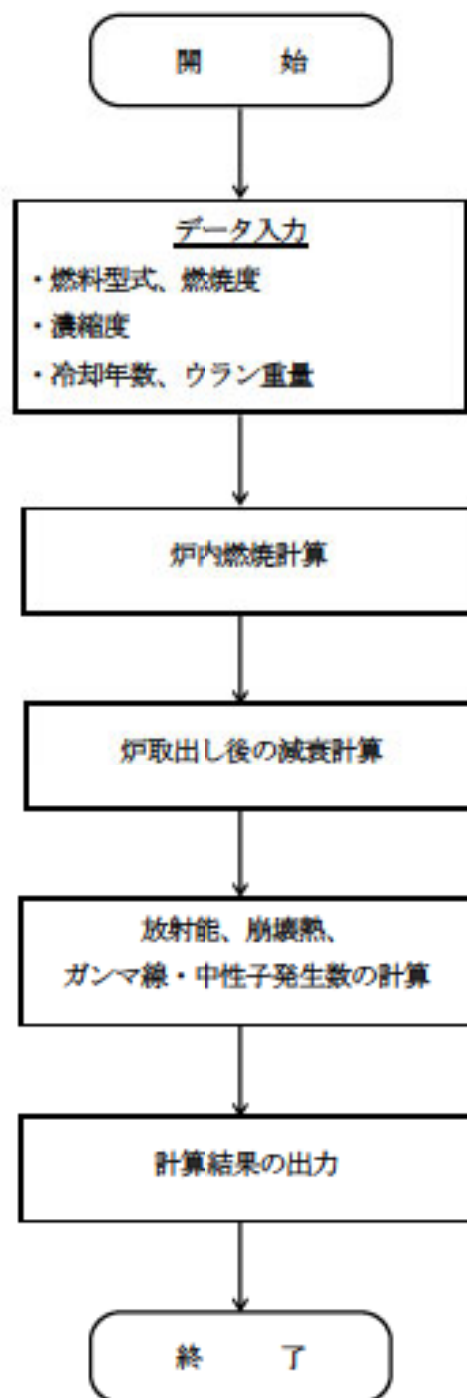 開 始
データ入力
・燃料型式、燃焼度
・濃縮度
・冷却年数、ウラン重量
炉内燃焼計算
炉取出し後の減衰計算
放射能、崩壊熱、
ガンマ線・中性子発生数の計算
計算結果の出力
終 了